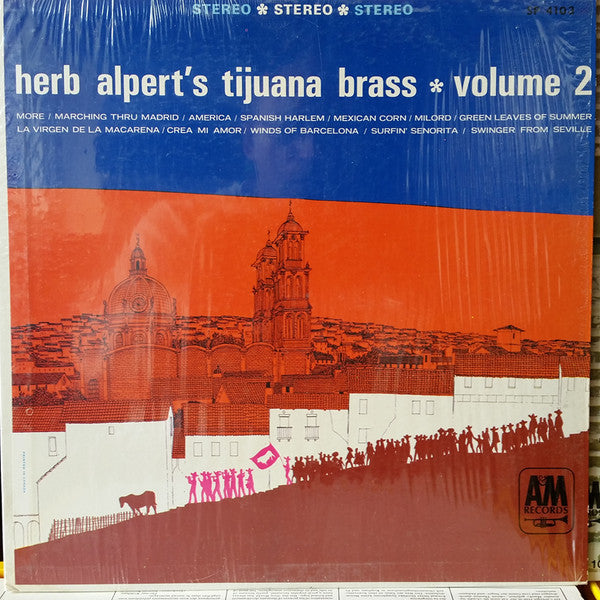 STEREO * STEREO * STEREO
SP 4103
herb alpert's tijuana brass * volume 2
MORE / MARCHING THRU MADRID / AMERICA / SPANISH HARLEM / MEXICAN CORN / MILORD / GREEN LEAVES OF SUMMER
LA VIRGEN DE LA MACARENA / CREA MI AMOR / WINDS OF BARCELONA / SURFIN' SENORITA / SWINGER FROM SEVILLE
A&M
RECORDS